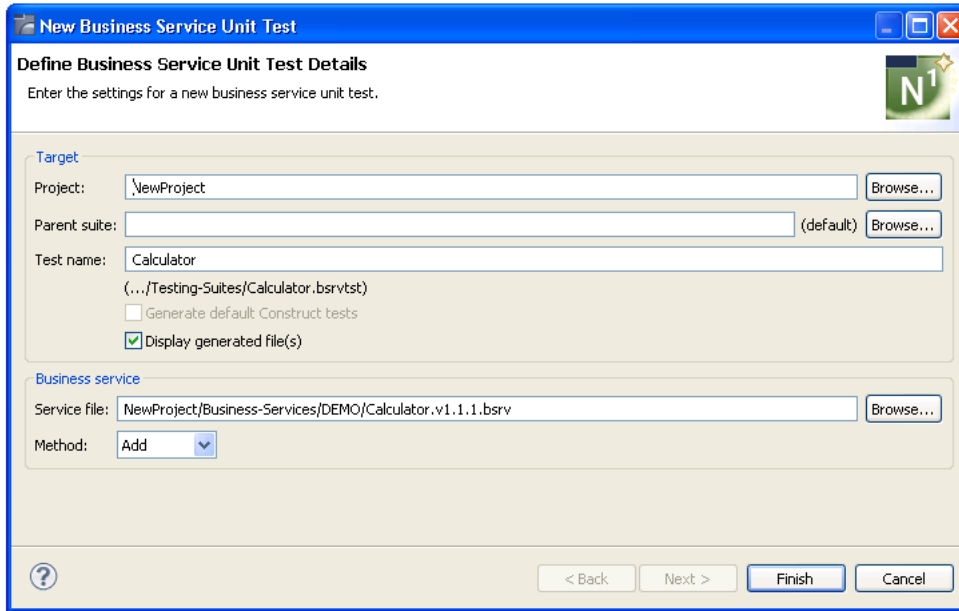 New Business Service Unit Test
Define Business Service Unit Test Details
Enter the settings for a new business service unit test.
N1
Target
Project: \NewProject Browse...
Parent suite: (default) Browse...
Test name: Calculator
(.../Testing-Suites/Calculator.bsrvtst)
Generate default Construct tests
Display generated file(s)
Business service
Service file: NewProject/Business-Services/DEMO/Calculator.v1.1.1.bsrv Browse...
Method: Add
? < Back Next > Finish Cancel